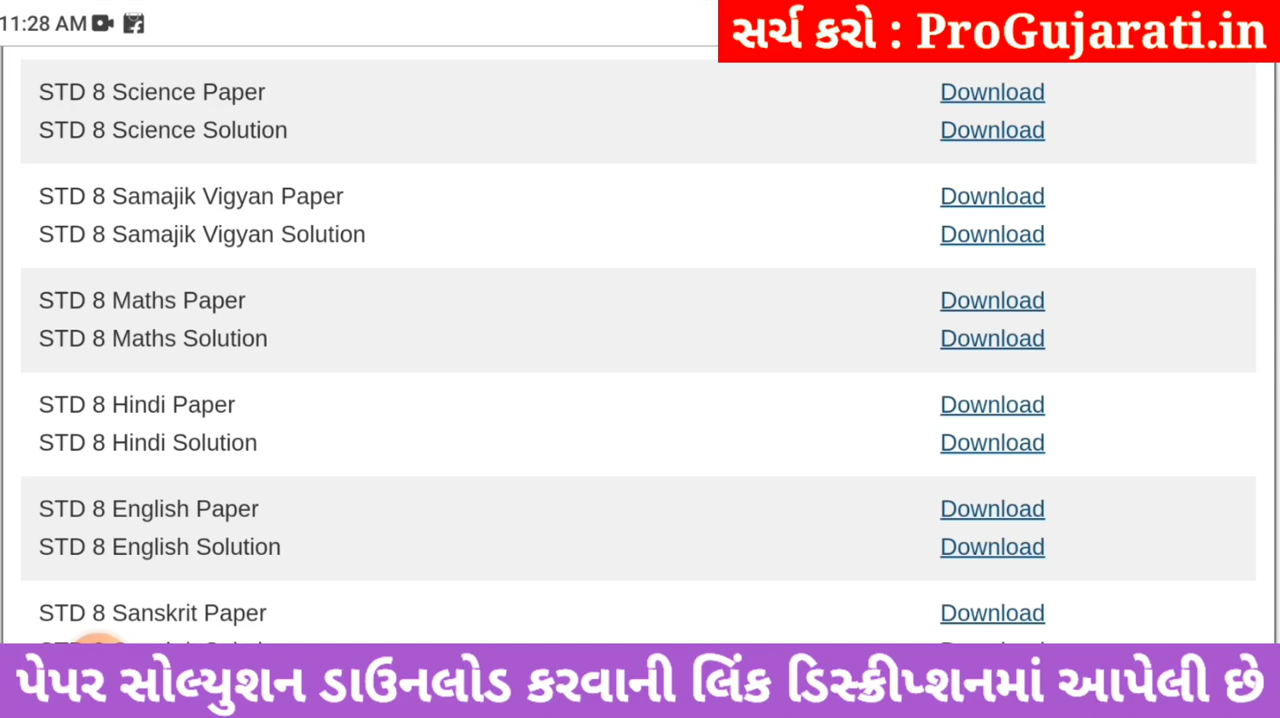 11:28 AM
સર્ચ કરો : ProGujarati.in
STD 8 Science Paper Download
STD 8 Science Solution Download
STD 8 Samajik Vigyan Paper Download
STD 8 Samajik Vigyan Solution Download
STD 8 Maths Paper Download
STD 8 Maths Solution Download
STD 8 Hindi Paper Download
STD 8 Hindi Solution Download
STD 8 English Paper Download
STD 8 English Solution Download
STD 8 Sanskrit Paper Download
પેપર સોલ્યુશન ડાઉનલોડ કરવાની લિંક ડિસ્ક્રીપ્શનમાં આપેલી છે